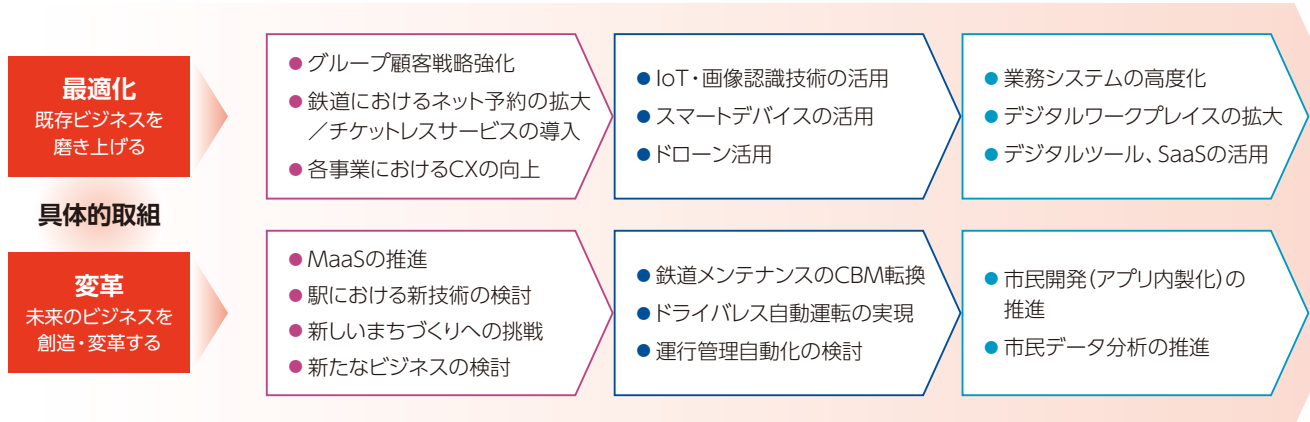 最適化
既存ビジネスを
磨き上げる
● グループ顧客戦略強化
● 鉄道におけるネット予約の拡大
／チケットレスサービスの導入
● 各事業におけるCXの向上
● IoT・画像認識技術の活用
● スマートデバイスの活用
● ドローン活用
● 業務システムの高度化
● デジタルワークプレイスの拡大
● デジタルツール、SaaSの活用
具体的取組
変革
未来のビジネスを
創造・変革する
● MaaSの推進
● 駅における新技術の検討
● 新しいまちづくりへの挑戦
● 新たなビジネスの検討
● 鉄道メンテナンスのCBM転換
● ドライバレス自動運転の実現
● 運行管理自動化の検討
● 市民開発(アプリ内製化)の
推進
● 市民データ分析の推進